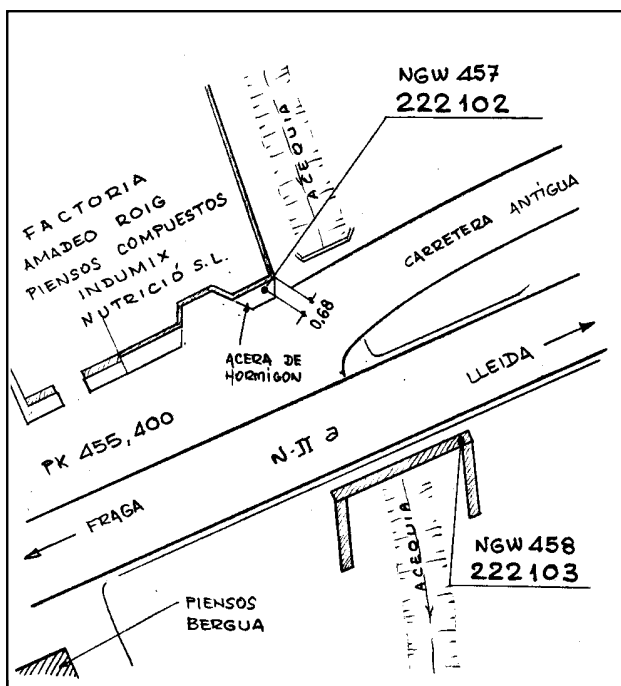 NGW 457
222102
ACEQUIA
FACTORIA
AMADEO ROIG
PIENSOS COMPUESTOS
INDUMIX
NUTRICIÓ S.L.
CARRETERA ANTÍGUA
0,68
ACERA DE
HORMIGON
LLEIDA
PK 455,400
N-II a
FRAGA
ACEQUIA
NGW 458
222103
PIENSOS
BERGUA